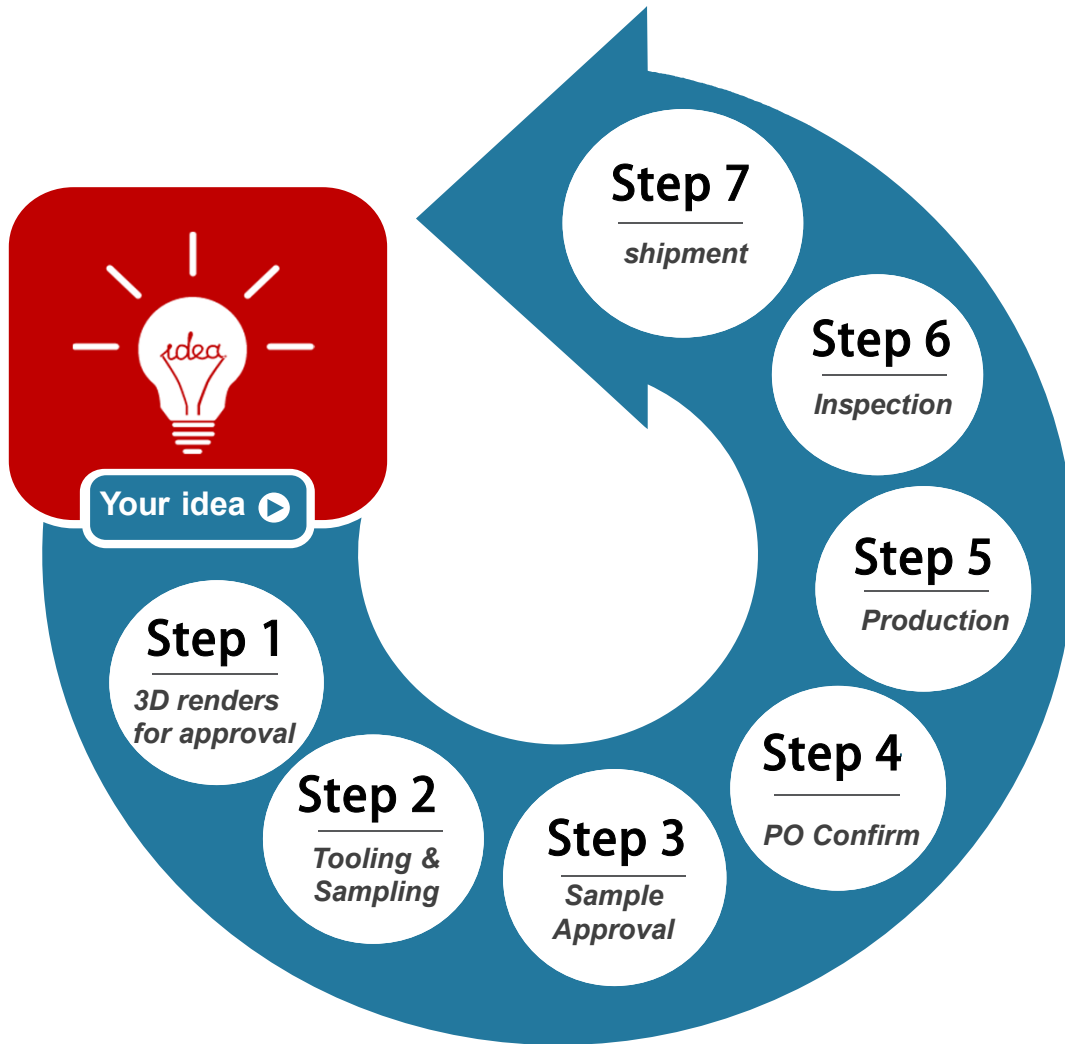 idea
Your idea
Step 1
3D renders
for approval
Step 2
Tooling &
Sampling
Step 3
Sample
Approval
Step 4
PO Confirm
Step 5
Production
Step 6
Inspection
Step 7
shipment